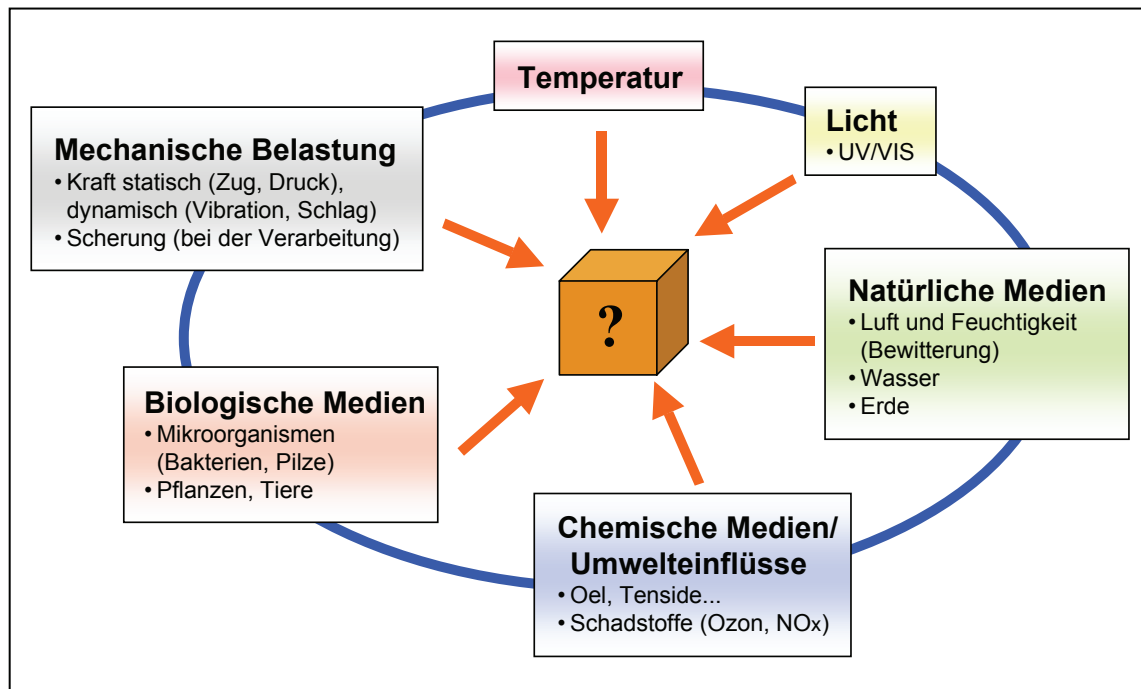 Temperatur
Licht
• UV/VIS
Mechanische Belastung
• Kraft statisch (Zug, Druck),
dynamisch (Vibration, Schlag)
• Scherung (bei der Verarbeitung)
?
Natürliche Medien
• Luft und Feuchtigkeit
(Bewitterung)
• Wasser
• Erde
Biologische Medien
• Mikroorganismen
(Bakterien, Pilze)
• Pflanzen, Tiere
Chemische Medien/
Umwelteinflüsse
• Oel, Tenside...
• Schadstoffe (Ozon, NOx)